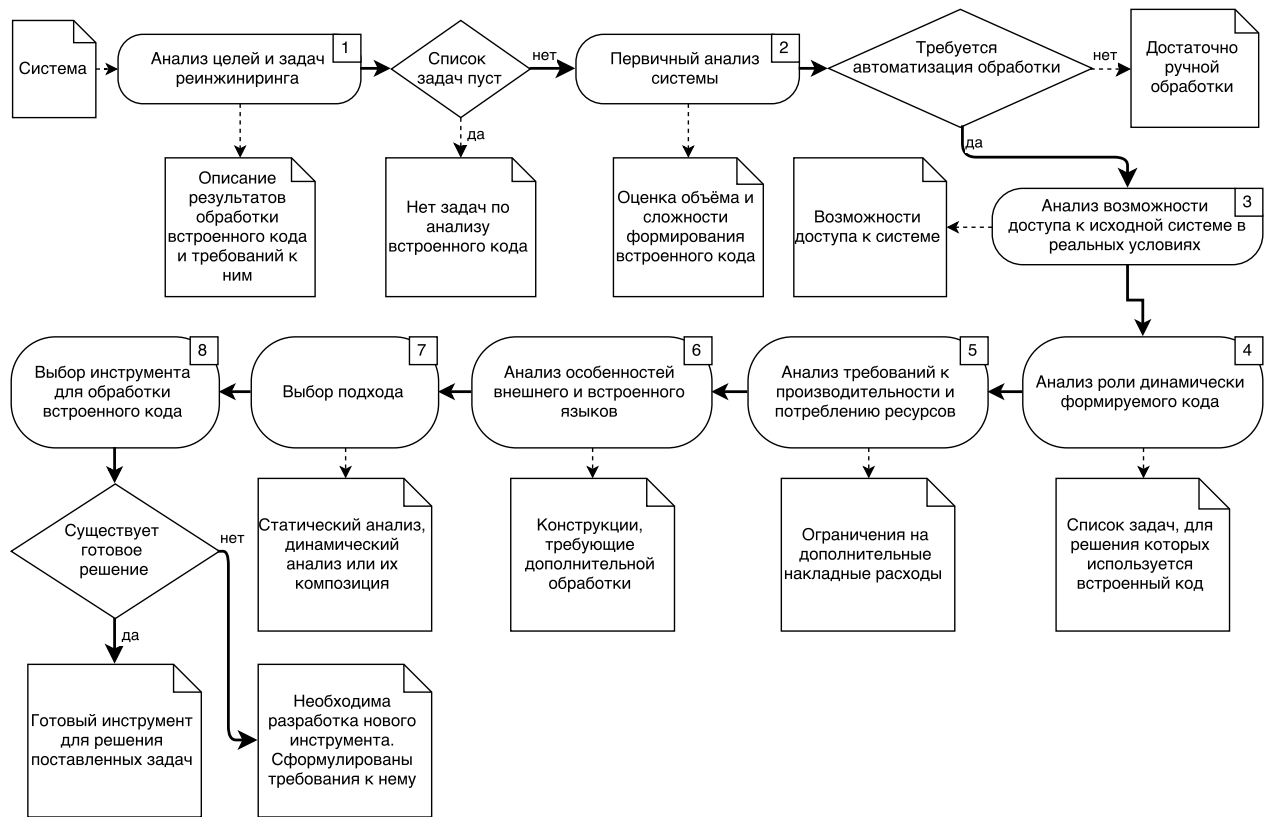 Система
Анализ целей и задач
реинжиниринга
1
Список
задач пуст
нет
да
Первичный анализ
системы
2
Требуется
автоматизация обработки
нет
да
Достаточно
ручной
обработки
Описание
результатов
обработки
встроенного кода
и требований к
ним
Нет задач по
анализу
встроенного кода
Оценка объёма и
сложности
формирования
встроенного кода
Возможности
доступа к системе
Анализ возможности
доступа к исходной системе в
реальных условиях
3
Выбор инструмента
для обработки
встроенного кода
8
Выбор подхода
7
Анализ особенностей
внешнего и встроенного
языков
6
Анализ требований к
производительности и
потреблению ресурсов
5
Анализ роли динамически
формируемого кода
4
Существует
готовое
решение
нет
да
Статический анализ,
динамический
анализ или их
композиция
Конструкции,
требующие
дополнительной
обработки
Ограничения на
дополнительные
накладные расходы
Список задач, для
решения которых
используется
встроенный код
Готовый инструмент
для решения
поставленных задач
Необходима
разработка нового
инструмента.
Сформулированы
требования к нему